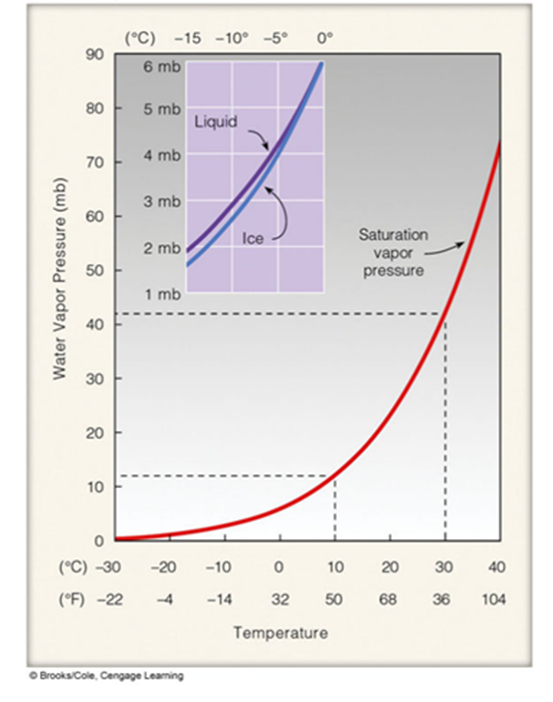 (°C) −15 −10° −5° 0°
90
80
70
60
50
40
30
20
10
0
Water Vapor Pressure (mb)
6 mb
5 mb
4 mb
3 mb
2 mb
1 mb
Liquid
Ice
Saturation
vapor
pressure
(°C) −30 −20 −10 0 10 20 30 40
(°F) −22 −4 −14 32 50 68 36 104
Temperature
© Brooks/Cole, Cengage Learning